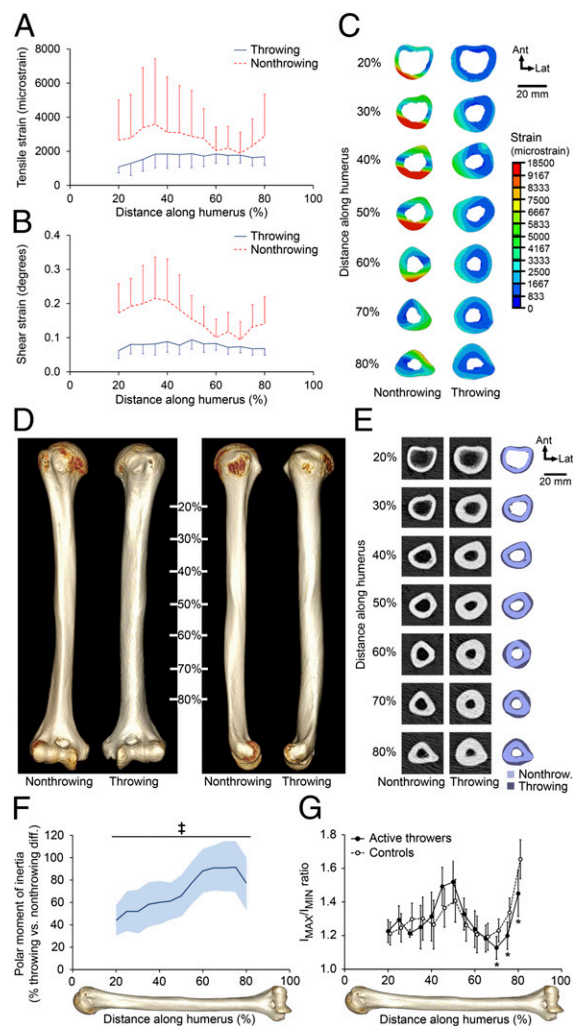 A
8000
6000
4000
2000
0
Tensile strain (microstrain)
Throwing
Nonthrowing
0 20 40 60 80 100
Distance along humerus (%)
B
0.4
0.3
0.2
0.1
0.0
Shear strain (degrees)
Throwing
Nonthrowing
0 20 40 60 80 100
Distance along humerus (%)
C
Ant
Lat
20 mm
20%
30%
40%
50%
60%
70%
80%
Distance along humerus (%)
Nonthrowing Throwing
Strain
(microstrain)
18500
9167
8333
7500
6667
5833
5000
4167
3333
2500
1667
833
0
D
20%
30%
40%
50%
60%
70%
80%
Nonthrowing Throwing
Nonthrowing Throwing
E
Ant
Lat
20 mm
20%
30%
40%
50%
60%
70%
80%
Distance along humerus (%)
Nonthrowing Throwing
Nonthrow.
Throwing
F
‡
120
100
80
60
40
20
0
Polar moment of inertia
(% throwing vs. nonthrowing diff.)
0 20 40 60 80 100
Distance along humerus (%)
G
Active throwers
Controls
1.8
1.6
1.4
1.2
1.0
IMAX/IMIN ratio
* * *
0 20 40 60 80 100
Distance along humerus (%)